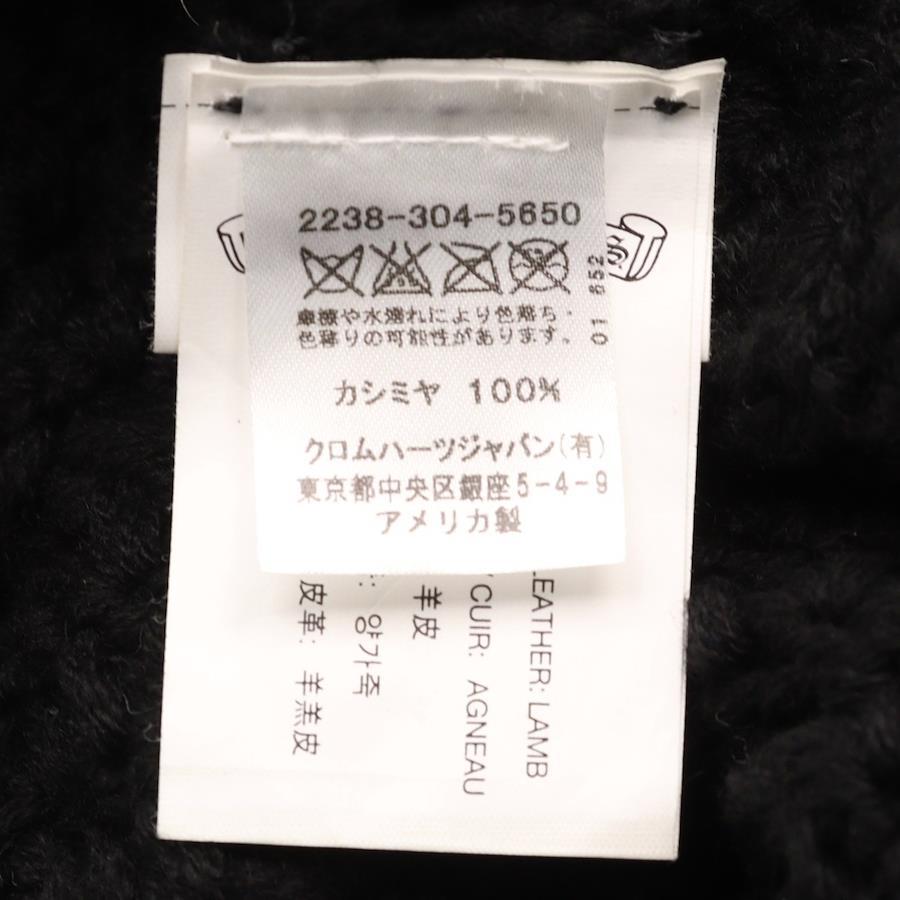 2238-304-5650
摩擦や水濡れにより色落ち・
色移りの可能性があります。
01 852
カシミヤ 100%
クロムハーツジャパン(有)
東京都中央区銀座5-4-9
アメリカ製
LEATHER: LAMB
CUIR: AGNEAU
羊皮
양가죽
皮革: 羊羔皮